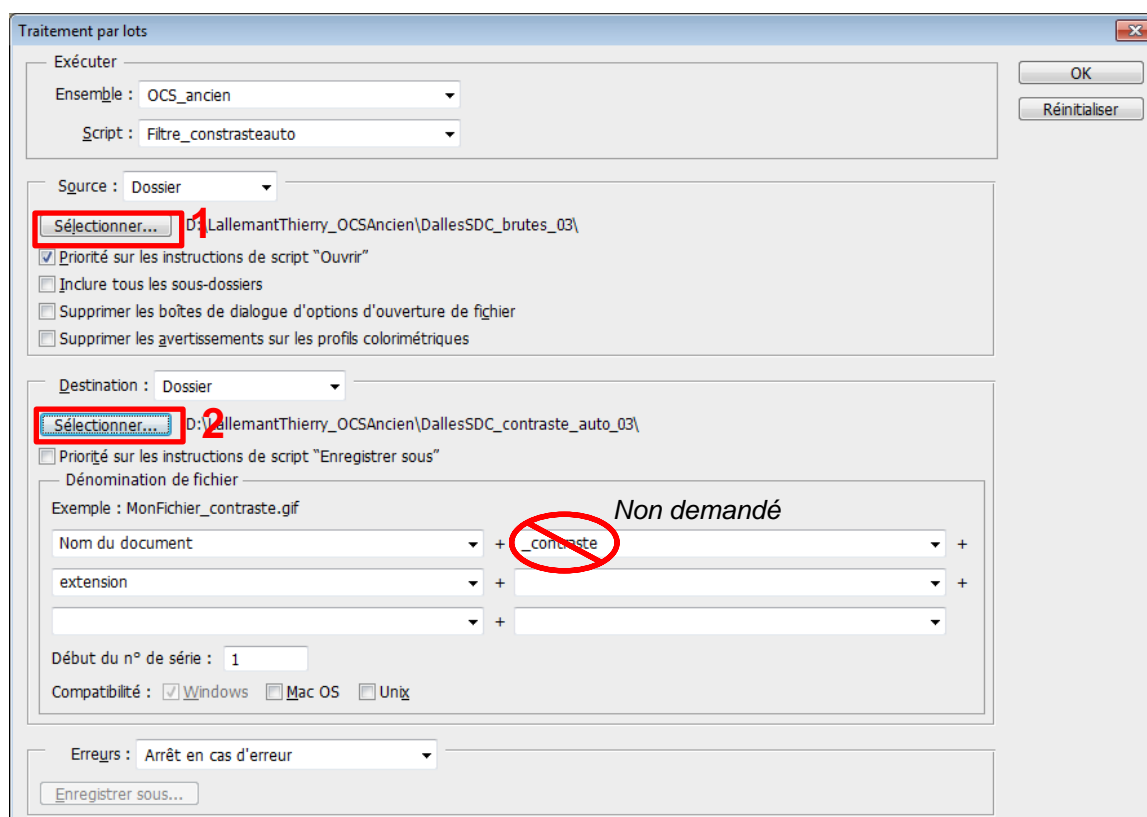 Traitement par lots
Exécuter
OK
Ensemble : OCS_ancien
Réinitialiser
Script : Filtre_constrasteauto
Source : Dossier
Sélectionner... 1 D:\LallemantThierry_OCSAncien\DallesSDC_brutes_03\
Priorité sur les instructions de script "Ouvrir"
Inclure tous les sous-dossiers
Supprimer les boîtes de dialogue d'options d'ouverture de fichier
Supprimer les avertissements sur les profils colorimétriques
Destination : Dossier
Sélectionner... 2 D:\LallemantThierry_OCSAncien\DallesSDC_contraste_auto_03\
Priorité sur les instructions de script "Enregistrer sous"
Dénomination de fichier
Exemple : MonFichier_contraste.gif
Non demandé
Nom du document + _contraste +
extension + +
+
Début du n° de série : 1
Compatibilité : Windows Mac OS Unix
Erreurs : Arrêt en cas d'erreur
Enregistrer sous...